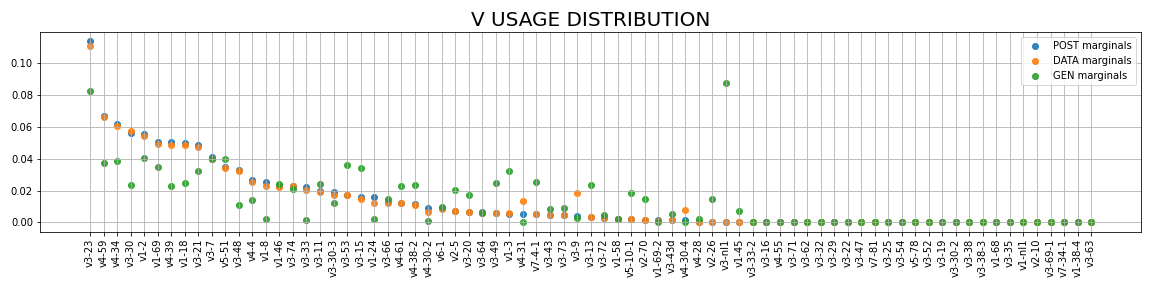 V USAGE DISTRIBUTION
POST marginals
DATA marginals
GEN marginals
0.10
0.08
0.06
0.04
0.02
0.00
v3-23
v4-59
v4-34
v3-30
v1-2
v1-69
v4-39
v1-18
v3-21
v3-7
v5-51
v3-48
v4-4
v1-8
v1-46
v3-74
v3-33
v3-11
v3-30-3
v3-53
v3-15
v1-24
v3-66
v4-61
v4-38-2
v4-30-2
v6-1
v2-5
v3-20
v3-64
v3-49
v1-3
v4-31
v7-4-1
v3-43
v3-73
v3-9
v3-13
v3-72
v1-58
v5-10-1
v2-70
v1-69-2
v3-43d
v4-30-4
v4-28
v2-26
v3-nl1
v1-45
v3-33-2
v3-16
v4-55
v3-71
v3-62
v3-32
v3-29
v3-22
v3-47
v7-81
v3-25
v3-54
v5-78
v3-52
v3-19
v3-30-2
v3-38
v3-38-3
v1-68
v3-35
v1-nl1
v2-10
v3-69-1
v7-34-1
v1-38-4
v3-63